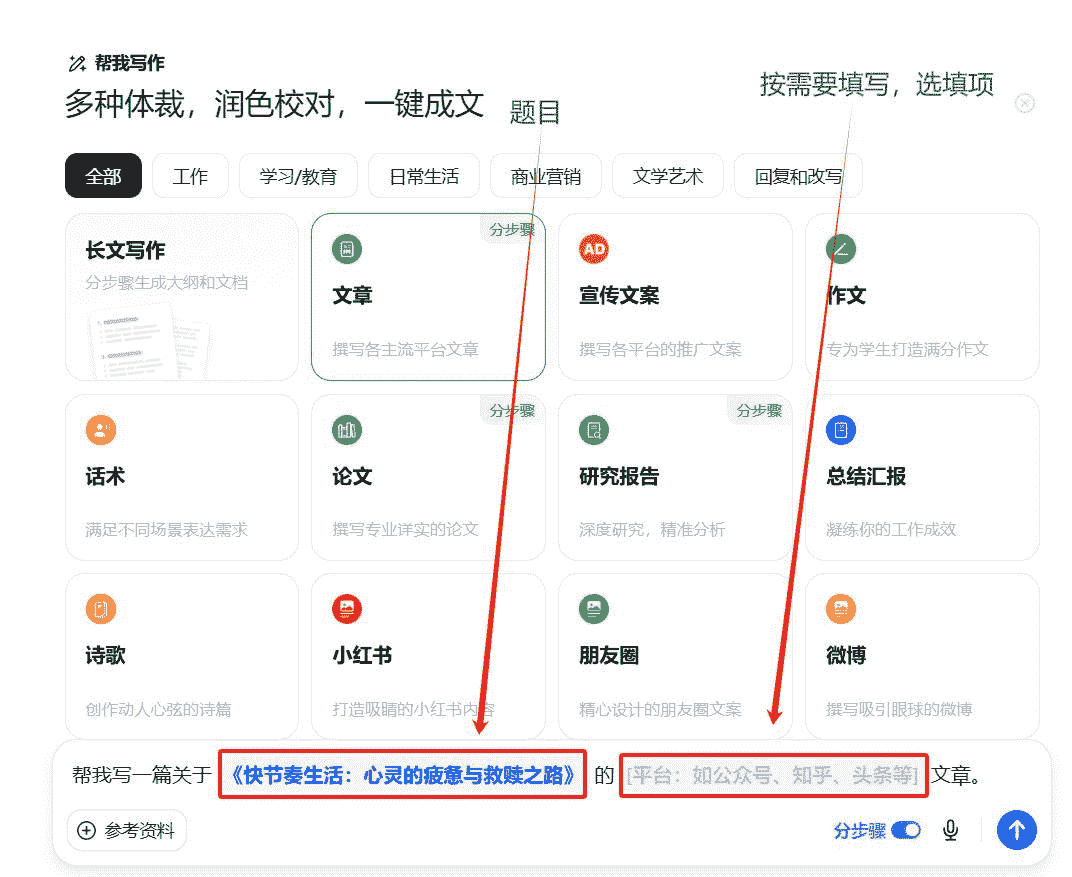 帮我写作
多种体裁，润色校对，一键成文
题目
按需要填写，选填项
全部
工作
学习/教育
日常生活
商业营销
文学艺术
回复和改写
长文写作
分步骤生成大纲和文档
分步骤
文章
撰写各主流平台文章
AD
宣传文案
撰写各平台的推广文案
作文
专为学生打造满分作文
话术
满足不同场景表达需求
分步骤
论文
撰写专业详实的论文
分步骤
研究报告
深度研究，精准分析
总结汇报
凝练你的工作成效
诗歌
创作动人心弦的诗篇
小红书
打造吸睛的小红书内容
朋友圈
精心设计的朋友圈文案
微博
撰写吸引眼球的微博
帮我写一篇关于 《快节奏生活：心灵的疲惫与救赎之路》 的 [平台：如公众号、知乎、头条等] 文章。
参考资料
分步骤